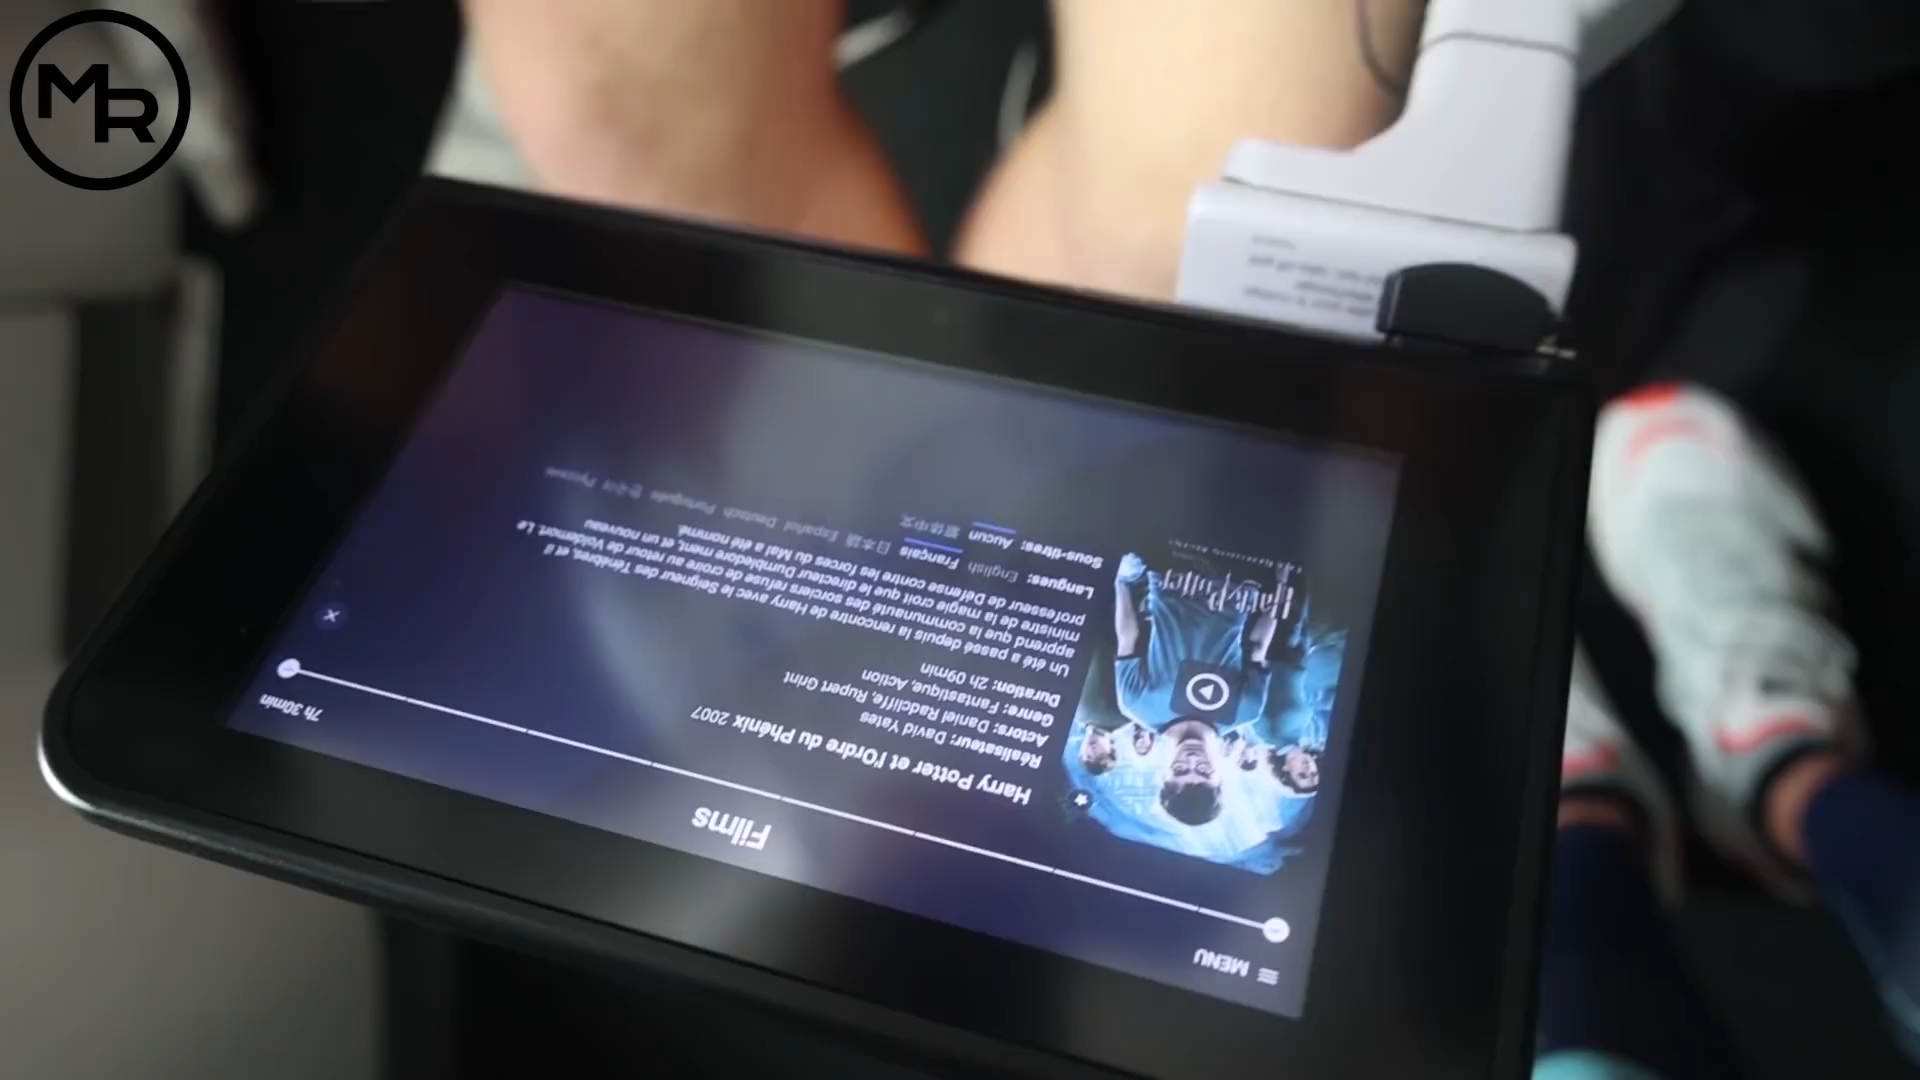 MR
MENU
Films
7h 30min
Harry Potter et l'Ordre du Phénix 2007
Réalisateur: David Yates
Actors: Daniel Radcliffe, Rupert Grint
Genre: Fantastique, Action
Duration: 2h 09min
Un été a passé depuis la rencontre de Harry avec le Seigneur des Ténèbres, et il
apprend que la communauté des sorciers refuse de croire au retour de Voldemort. Le
ministre de la magie croit que le directeur Dumbledore ment, et un nouveau
professeur de Défense contre les forces du Mal a été nommé.
Langues: English Français 日本語 Español Deutsch Português 한국어 Русский
Sous-titres: Aucun 繁体中文
Harry Potter